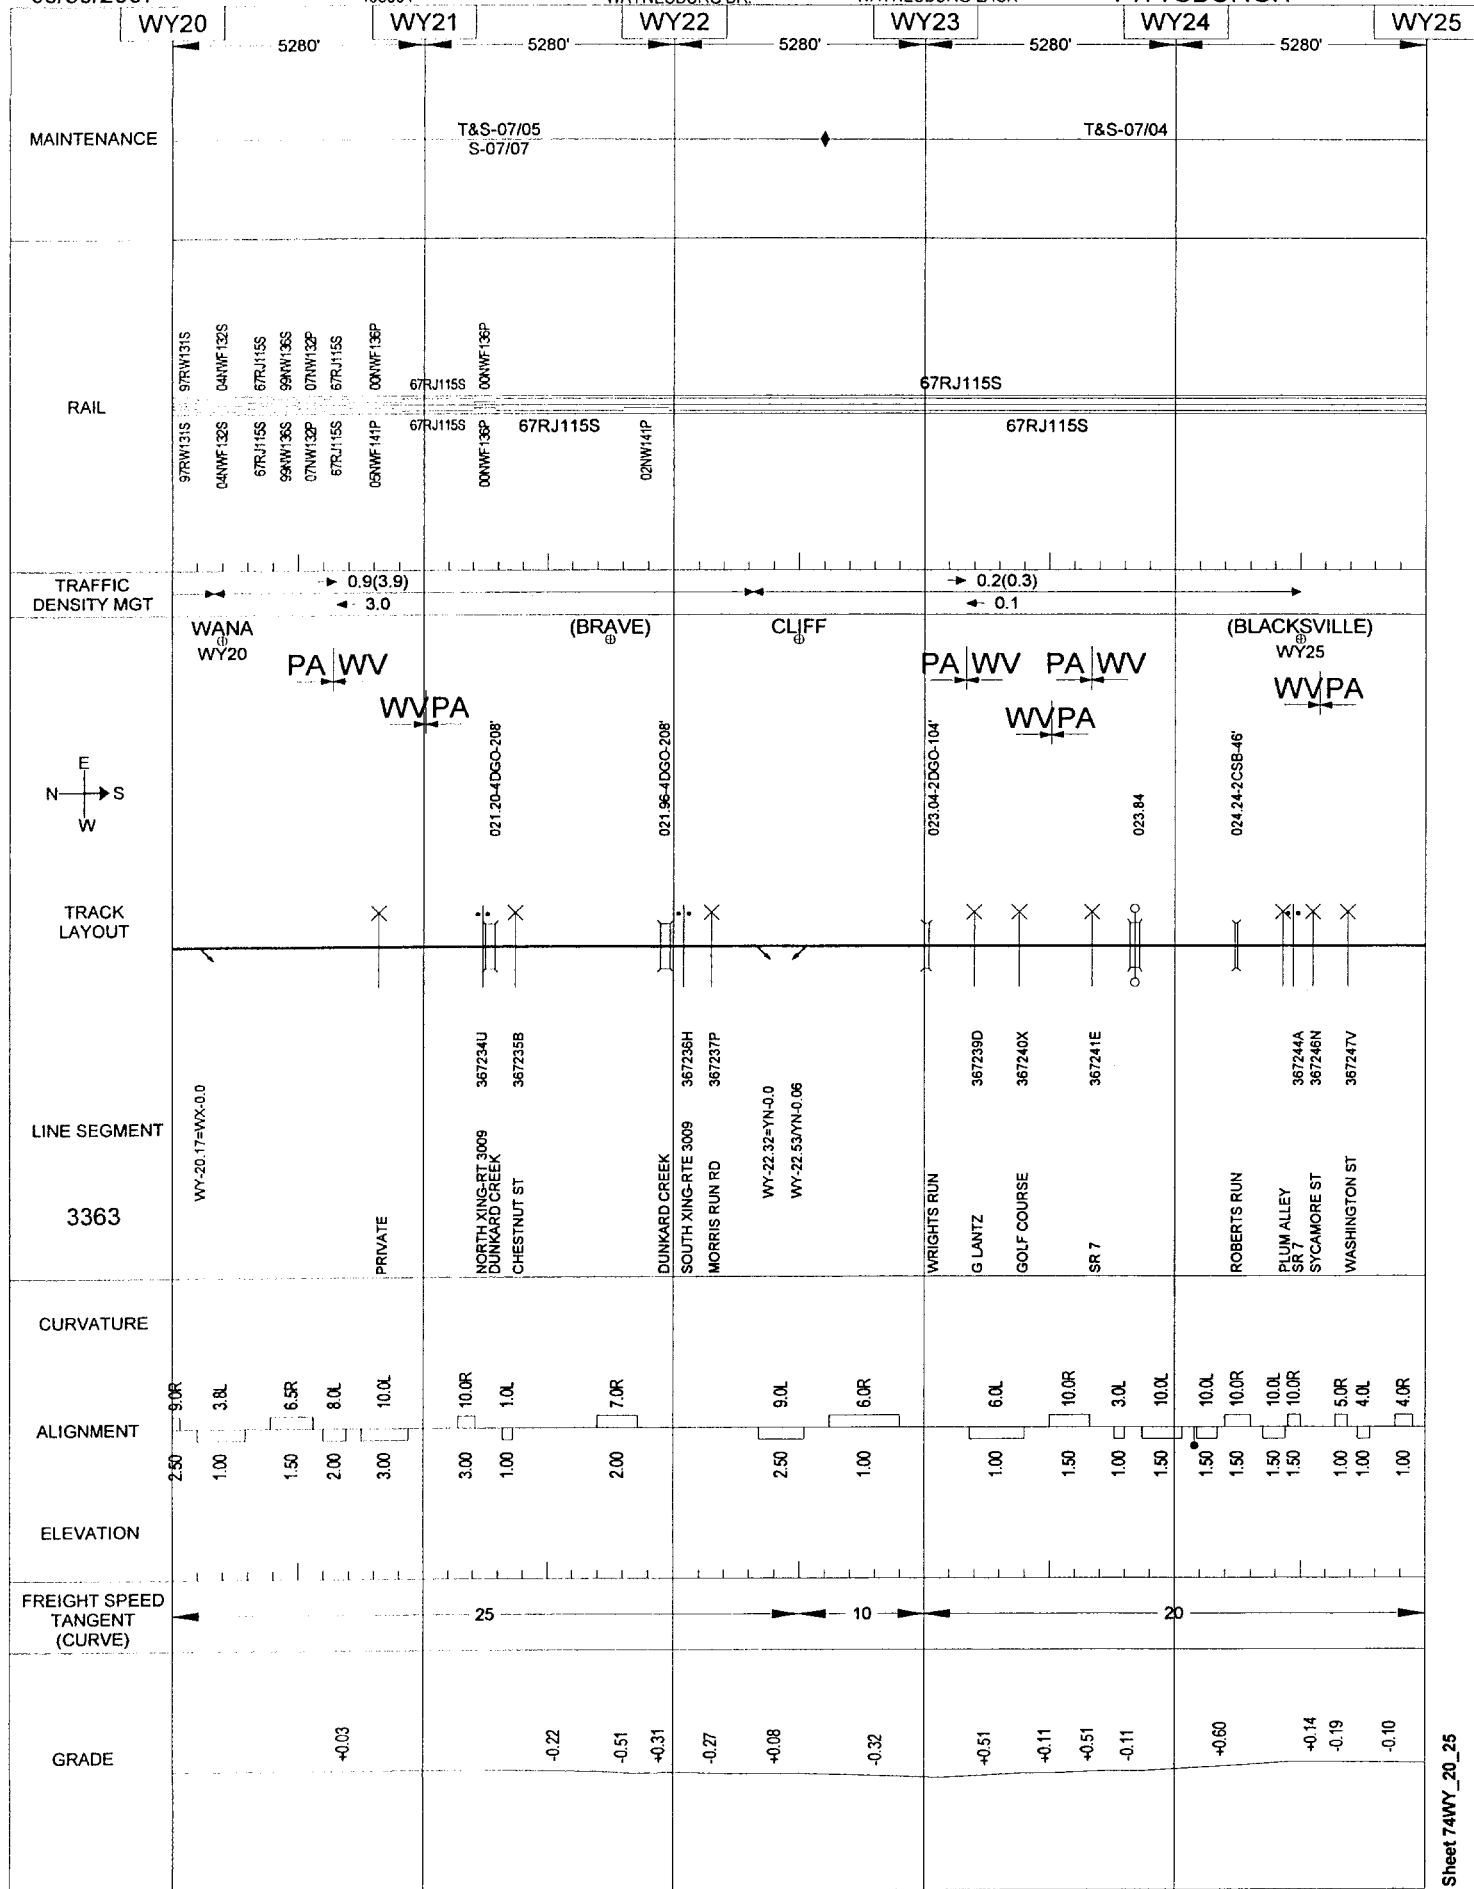 WY20 WY21 WY22 WY23 WY24 WY25
5280' 5280' 5280' 5280' 5280'
MAINTENANCE
T&S-07/05
S-07/07
T&S-07/04
RAIL
97RW131S 04NWF132S 67RJ115S 99NW136S 07NW132P 67RJ115S 00NWF136P 67RJ115S 00NWF136P 67RJ115S
97RW131S 04NWF132S 67RJ115S 99NW136S 07NW132P 67RJ115S 05NWF141P 67RJ115S 00NWF136P 67RJ115S 02NW141P 67RJ115S
TRAFFIC
DENSITY MGT
0.9(3.9) 0.2(0.3)
3.0 0.1
WANA (BRAVE) CLIFF (BLACKSVILLE)
WY20 WY25
PA WV PA WV PA WV
WV PA WV PA WV PA
021.20-4DGO-208' 021.96-4DGO-208' 023.04-2DGO-104' 023.84 024.24-2CSB-46'
E
N S
W
TRACK
LAYOUT
367234U 367235B 367236H 367237P 367239D 367240X 367241E 367244A 367246N 367247V
LINE SEGMENT
3363
WY-20.17=WX-0.0
WY-22.32=YN-0.0
WY-22.53/YN-0.06
PRIVATE
NORTH XING-RT 3009
DUNKARD CREEK
CHESTNUT ST
DUNKARD CREEK
SOUTH XING-RTE 3009
MORRIS RUN RD
WRIGHTS RUN
G LANTZ
GOLF COURSE
SR 7
ROBERTS RUN
PLUM ALLEY
SR 7
SYCAMORE ST
WASHINGTON ST
CURVATURE
9.0R 3.8L 6.5R 8.0L 10.0L 10.0R 1.0L 7.0R 9.0L 6.0R 6.0L 10.0R 3.0L 10.0L 10.0L 10.0R 10.0L 10.0R 5.0R 4.0L 4.0R
ALIGNMENT
2.50 1.00 1.50 2.00 3.00 3.00 1.00 2.00 2.50 1.00 1.00 1.50 1.00 1.50 1.50 1.50 1.50 1.50 1.00 1.00 1.00
ELEVATION
FREIGHT SPEED
TANGENT
(CURVE)
25 10 20
GRADE
+0.03 -0.22 -0.51 +0.31 -0.27 +0.08 -0.32 +0.51 +0.11 +0.51 -0.11 +0.60 +0.14 -0.19 -0.10
Sheet 74WY_20_25